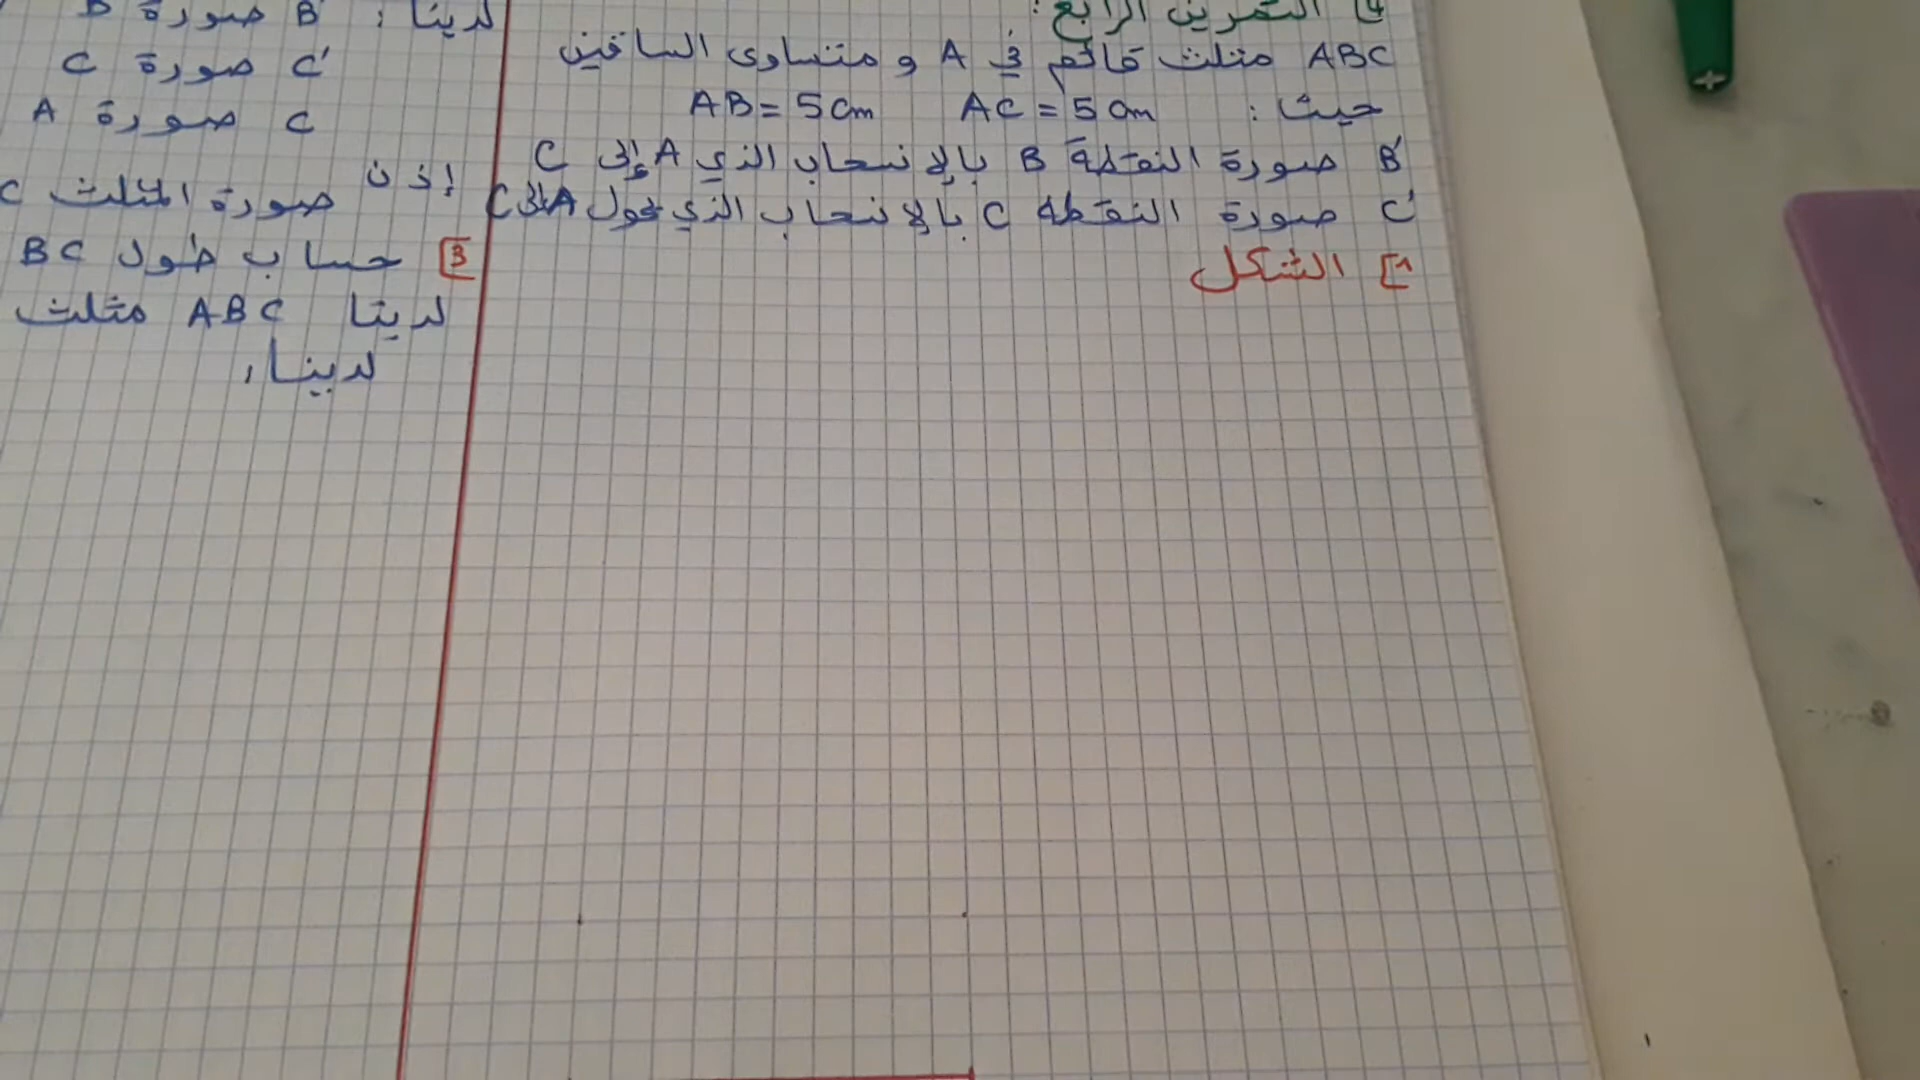 4] التمرين الرابع :
ABC مثلث قائم في A و متساوي الساقين
حيث : AC = 5 cm AB = 5 cm
B' صورة النقطة B بالإنسحاب الذي A إلى C
C' صورة النقطة C بالإنسحاب الذي يحول A إلى C
1] الشكل
لدينا : B' صورة B
C' صورة C
C صورة A
إذن صورة المثلث C
3] حساب طول BC
لدينا ABC مثلث
لدينا ,